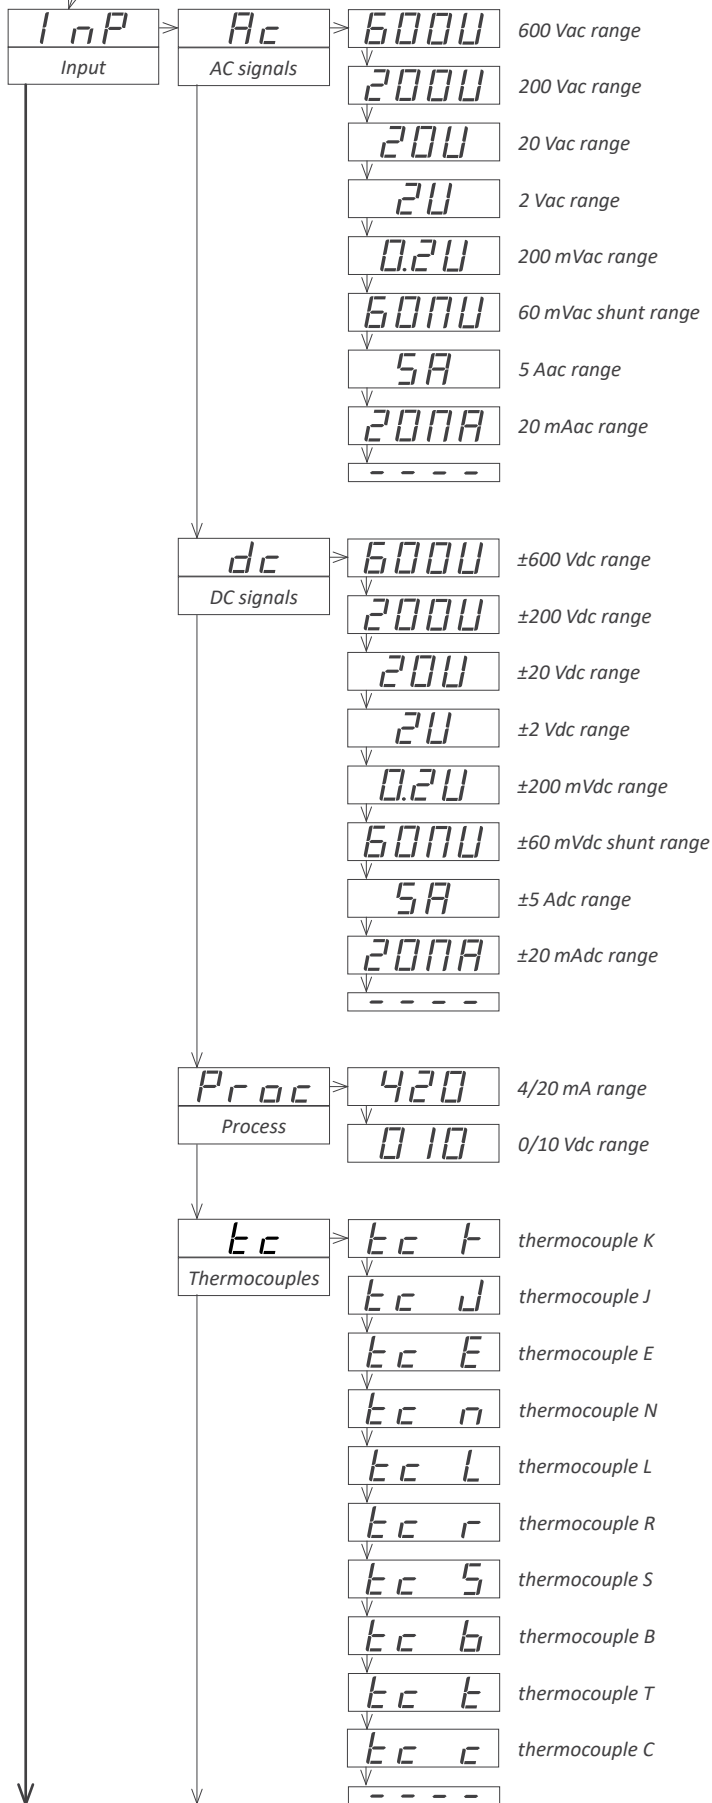 InP Ac 600U 600 Vac range
Input AC signals
200U 200 Vac range
20U 20 Vac range
2U 2 Vac range
0.2U 200 mVac range
60mU 60 mVac shunt range
5A 5 Aac range
20mA 20 mAac range
----
dc 600U ±600 Vdc range
DC signals
200U ±200 Vdc range
20U ±20 Vdc range
2U ±2 Vdc range
0.2U ±200 mVdc range
60mU ±60 mVdc shunt range
5A ±5 Adc range
20mA ±20 mAdc range
----
Proc 420 4/20 mA range
Process
010 0/10 Vdc range
tc tc k thermocouple K
Thermocouples
tc J thermocouple J
tc E thermocouple E
tc n thermocouple N
tc L thermocouple L
tc r thermocouple R
tc S thermocouple S
tc b thermocouple B
tc t thermocouple T
tc c thermocouple C
----